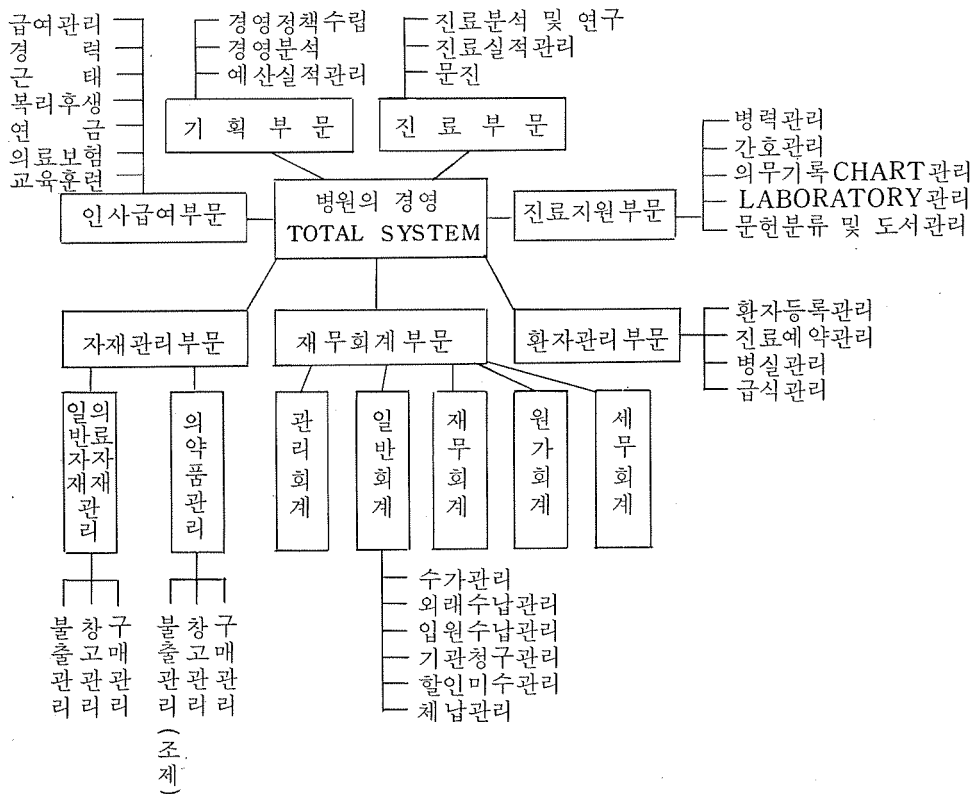 급여관리
경 력
근 태
복리후생
연 금
의료보험
교육훈련
인사급여부문
경영정책수립
경영분석
예산실적관리
기 획 부 문
진료분석 및 연구
진료실적관리
문진
진 료 부 문
병력관리
간호관리
의무기록CHART관리
LABORATORY관리
문헌분류 및 도서관리
진료지원부문
병원의 경영
TOTAL SYSTEM
자재관리부문
재무회계부문
환자관리부문
환자등록관리
진료예약관리
병실관리
급식관리
의료자재
일반자재
관리
의약품관리
관리회계
일반회계
재무회계
원가회계
세무회계
불출관리
창고관리
구매관리
불출관리(조제)
창고관리
구매관리
수가관리
외래수납관리
입원수납관리
기관청구관리
할인미수관리
체납관리